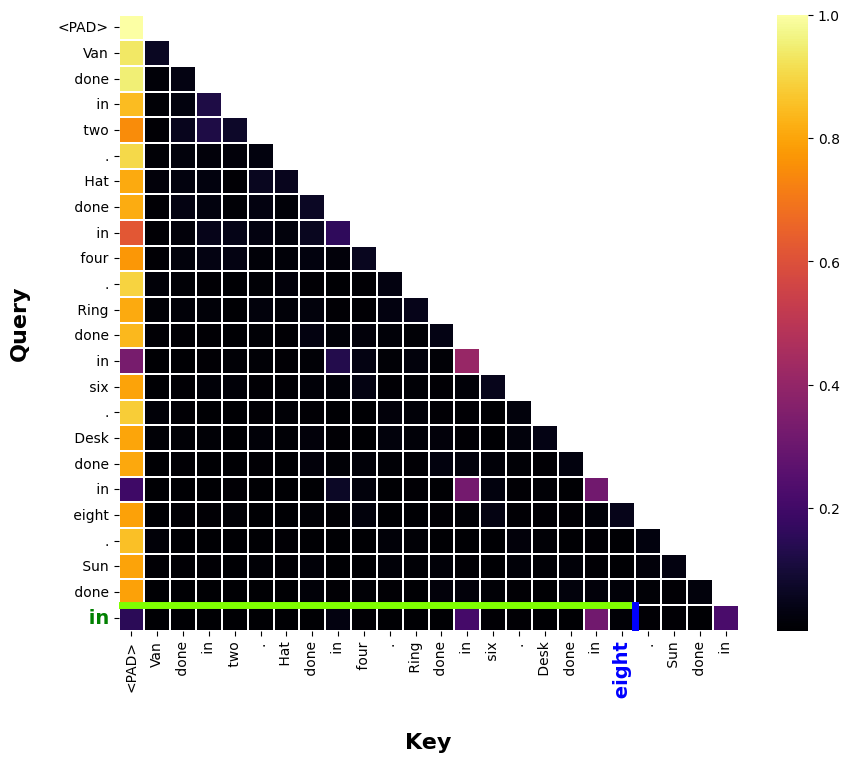 <PAD>
Van
done
in
two
.
Hat
done
in
four
.
Ring
done
in
six
.
Desk
done
in
eight
.
Sun
done
in
Query
<PAD>
Van
done
in
two
.
Hat
done
in
four
.
Ring
done
in
six
.
Desk
done
in
eight
.
Sun
done
in
Key
1.0
0.8
0.6
0.4
0.2